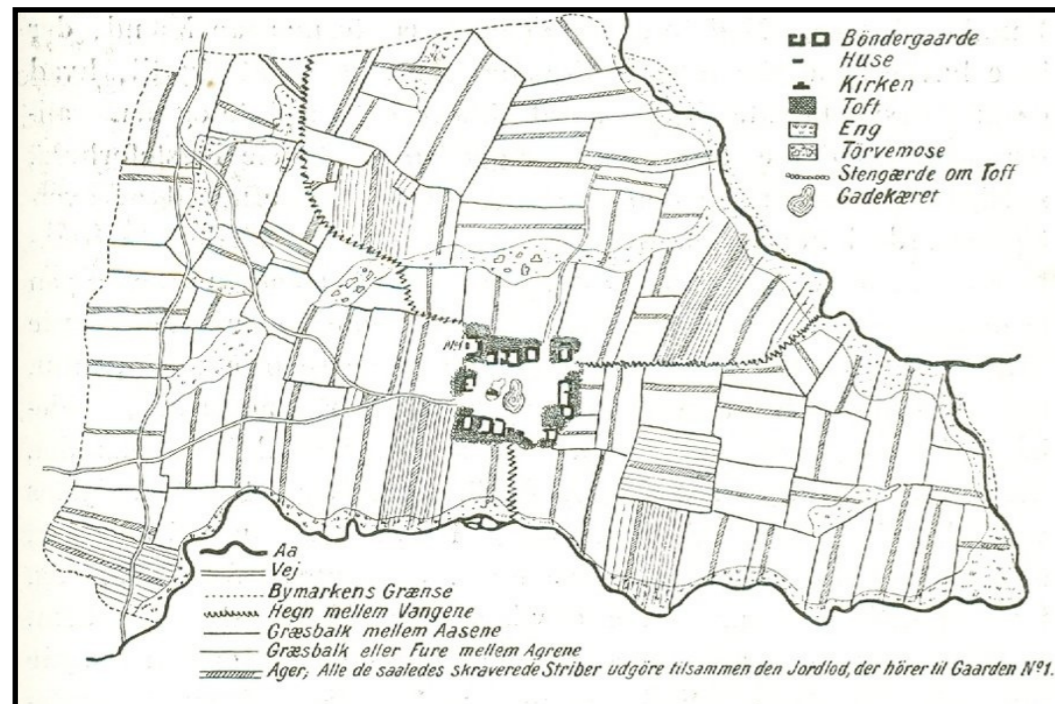 Böndergaarde
Huse
Kirken
Toft
Eng
Törvemose
Stengærde om Toft
Gadekæret
Nº1
Aa
Vej
Bymarkens Grænse
Hegn mellem Vangene
Græsbalk mellem Aasene
Græsbalk eller Fure mellem Agrene
Ager; Alle de saaledes skraverede Striber udgöre tilsammen den Jordlod, der hörer til Gaarden Nº1.